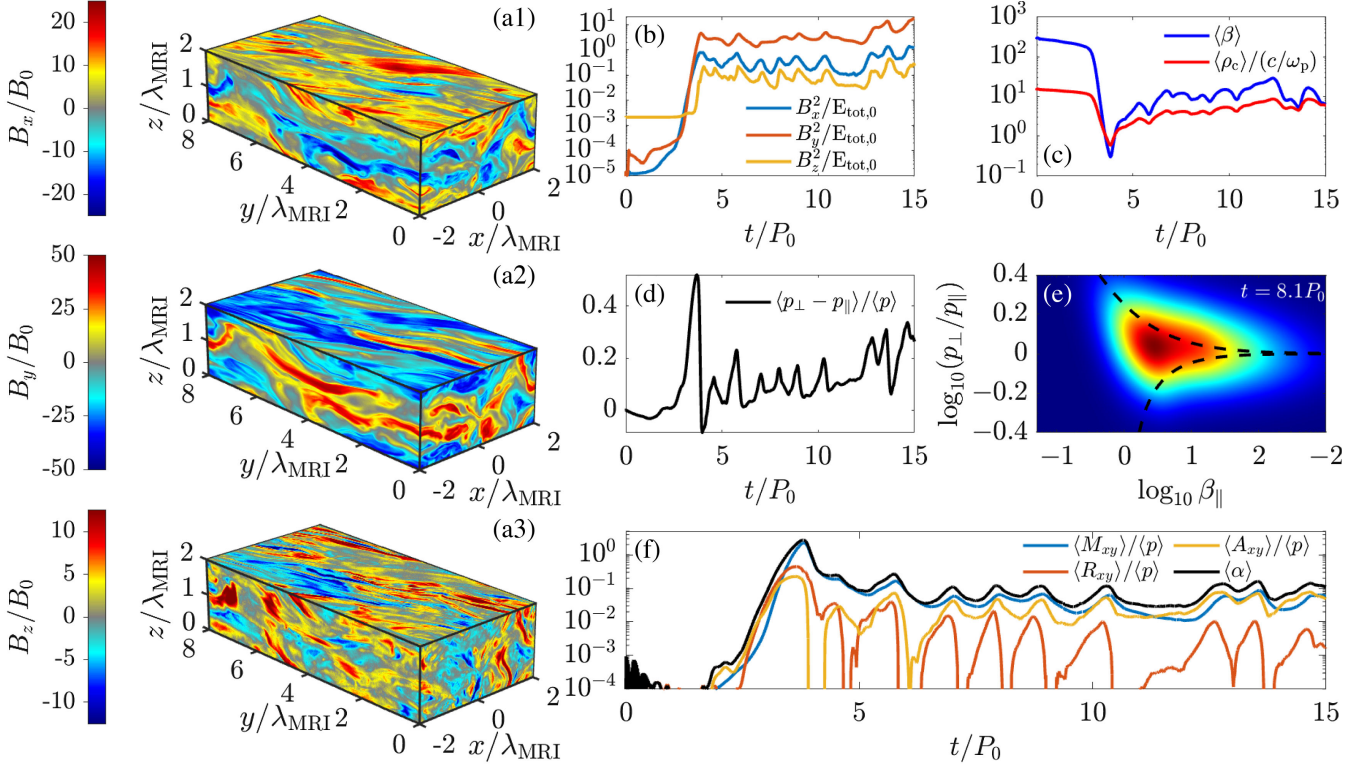 (a1)
B_x/B_0
20
10
0
-10
-20
z/λ_MRI
2
1
0
8
6
4
2
0
y/λ_MRI
-2
0
2
x/λ_MRI
(b)
10^1
10^0
10^-1
10^-2
10^-3
10^-4
10^-5
B_x^2/E_tot,0
B_y^2/E_tot,0
B_z^2/E_tot,0
0
5
10
15
t/P_0
10^3
10^2
10^1
10^0
10^-1
⟨β⟩
⟨ρ_c⟩/(c/ω_p)
(c)
0
5
10
15
t/P_0
(a2)
B_y/B_0
50
25
0
-25
-50
z/λ_MRI
2
1
0
8
6
4
2
0
y/λ_MRI
-2
0
2
x/λ_MRI
(d)
⟨p_⊥ − p_∥⟩/⟨p⟩
0.4
0.2
0
0
5
10
15
t/P_0
(e)
t = 8.1P_0
log_10(p_⊥/p_∥)
0.4
0.2
0
−0.2
−0.4
−1
0
1
−2
log_10 β_∥
(a3)
B_z/B_0
10
5
0
-5
-10
z/λ_MRI
2
1
0
8
6
4
2
0
y/λ_MRI
-2
0
2
x/λ_MRI
(f)
⟨M_xy⟩/⟨p⟩
⟨A_xy⟩/⟨p⟩
⟨R_xy⟩/⟨p⟩
⟨α⟩
10^0
10^-1
10^-2
10^-3
10^-4
0
5
10
15
t/P_0